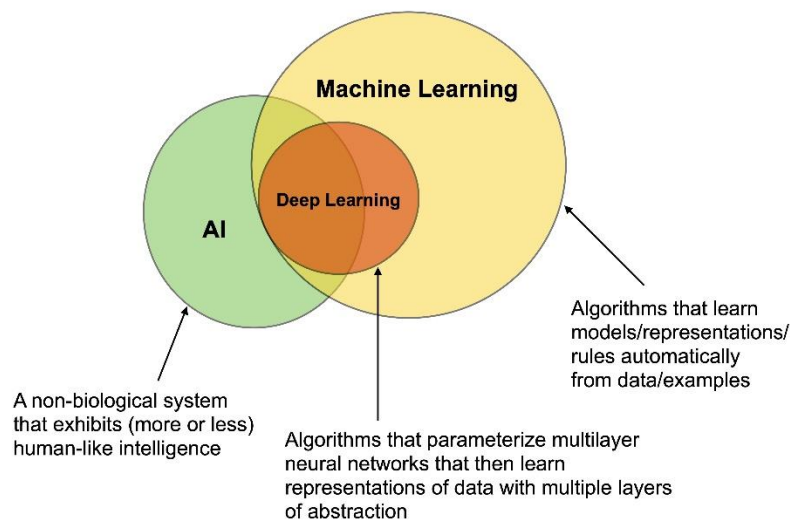 Machine Learning
Deep Learning
AI
Algorithms that learn
models/representations/
rules automatically
from data/examples
A non-biological system
that exhibits (more or less)
human-like intelligence
Algorithms that parameterize multilayer
neural networks that then learn
representations of data with multiple layers
of abstraction